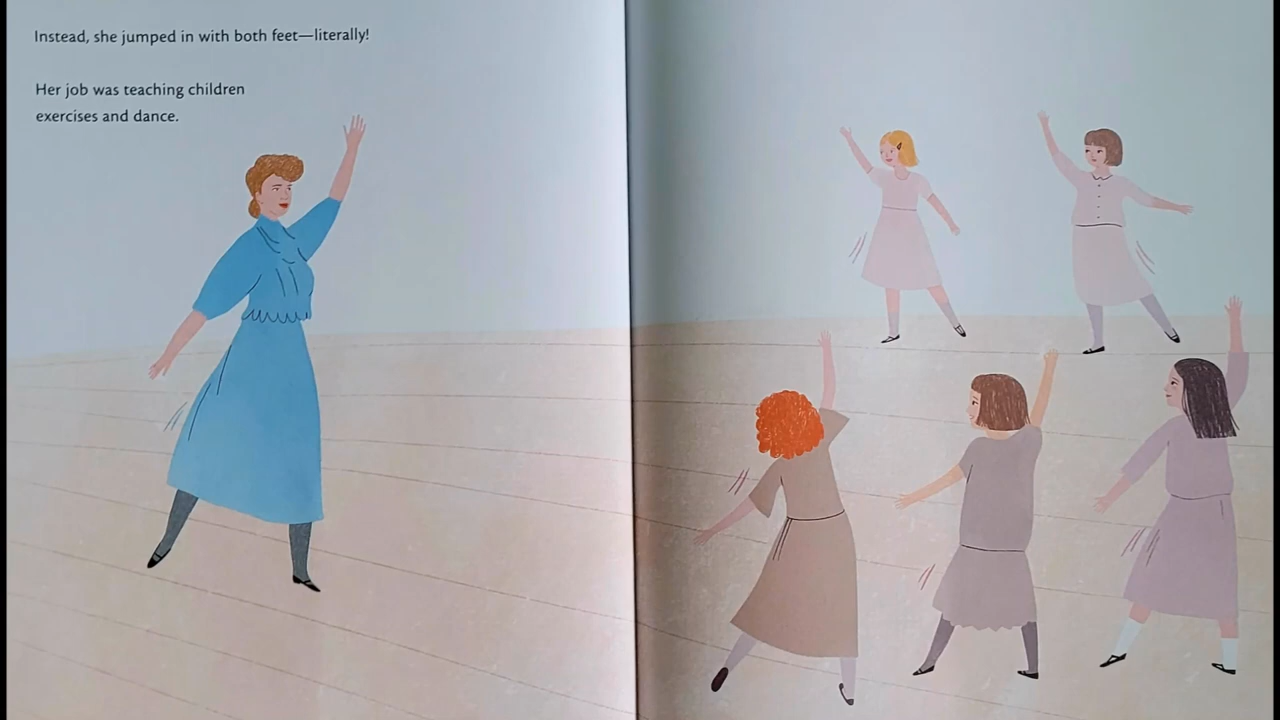 Instead, she jumped in with both feet—literally!
Her job was teaching children
exercises and dance.